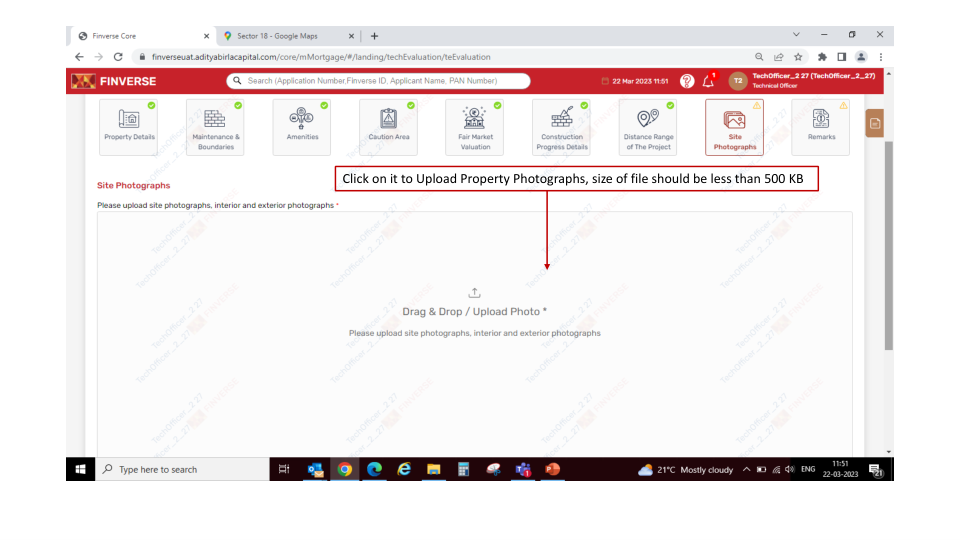 Finverse Core
Sector 18 - Google Maps
finverseuat.adityabirlacapital.com/core/mMortgage/#/landing/techEvaluation/teEvaluation
FINVERSE
Search (Application Number,Finverse ID, Applicant Name, PAN Number)
22 Mar 2023 11:51
1
T2
TechOfficer_2 27 (TechOfficer_2_27)
Technical Officer
Property Details
Maintenance &
Boundaries
Amenities
Caution Area
Fair Market
Valuation
Construction
Progress Details
Distance Range
of The Project
Site
Photographs
Remarks
Click on it to Upload Property Photographs, size of file should be less than 500 KB
Site Photographs
Please upload site photographs, interior and exterior photographs *
Drag & Drop / Upload Photo *
Please upload site photographs, interior and exterior photographs
Type here to search
21°C Mostly cloudy
ENG
11:51
22-03-2023
21